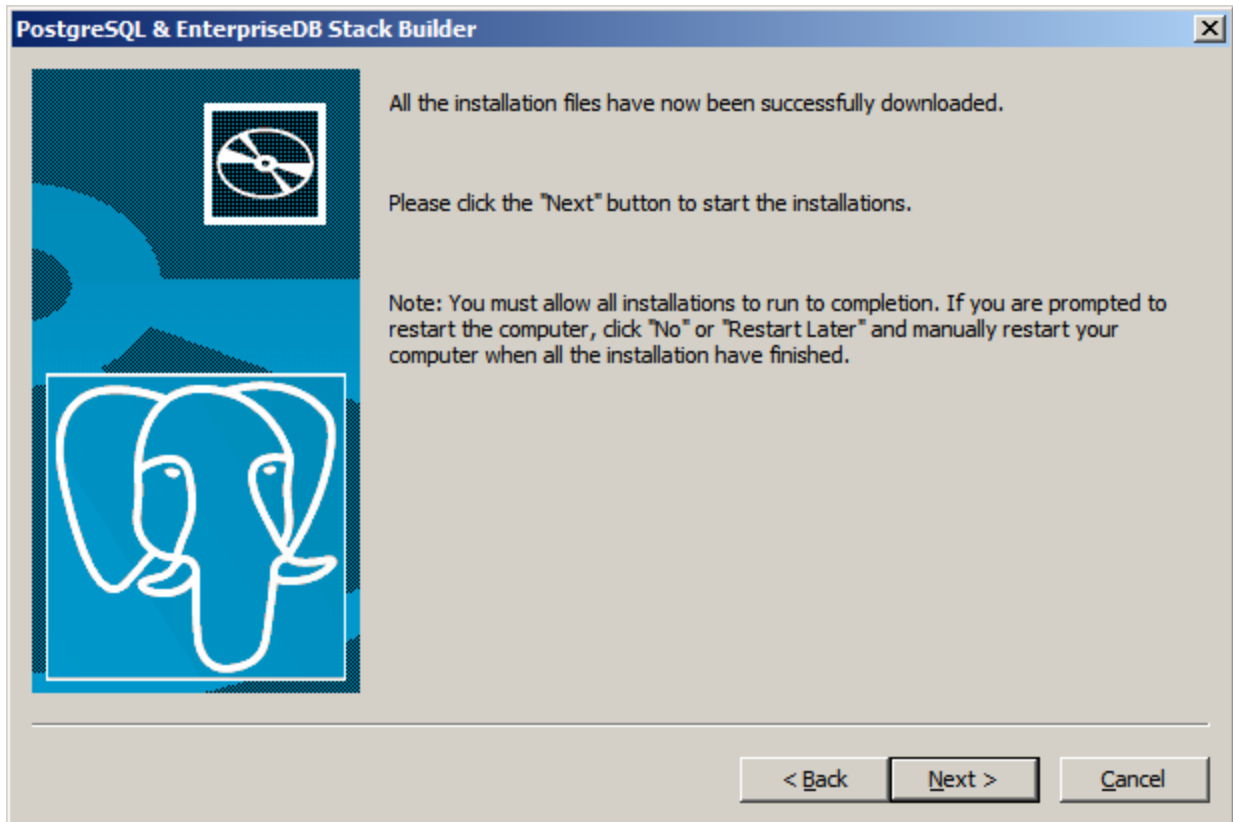 PostgreSQL & EnterpriseDB Stack Builder
All the installation files have now been successfully downloaded.
Please click the "Next" button to start the installations.
Note: You must allow all installations to run to completion. If you are prompted to
restart the computer, click "No" or "Restart Later" and manually restart your
computer when all the installation have finished.
< Back
Next >
Cancel